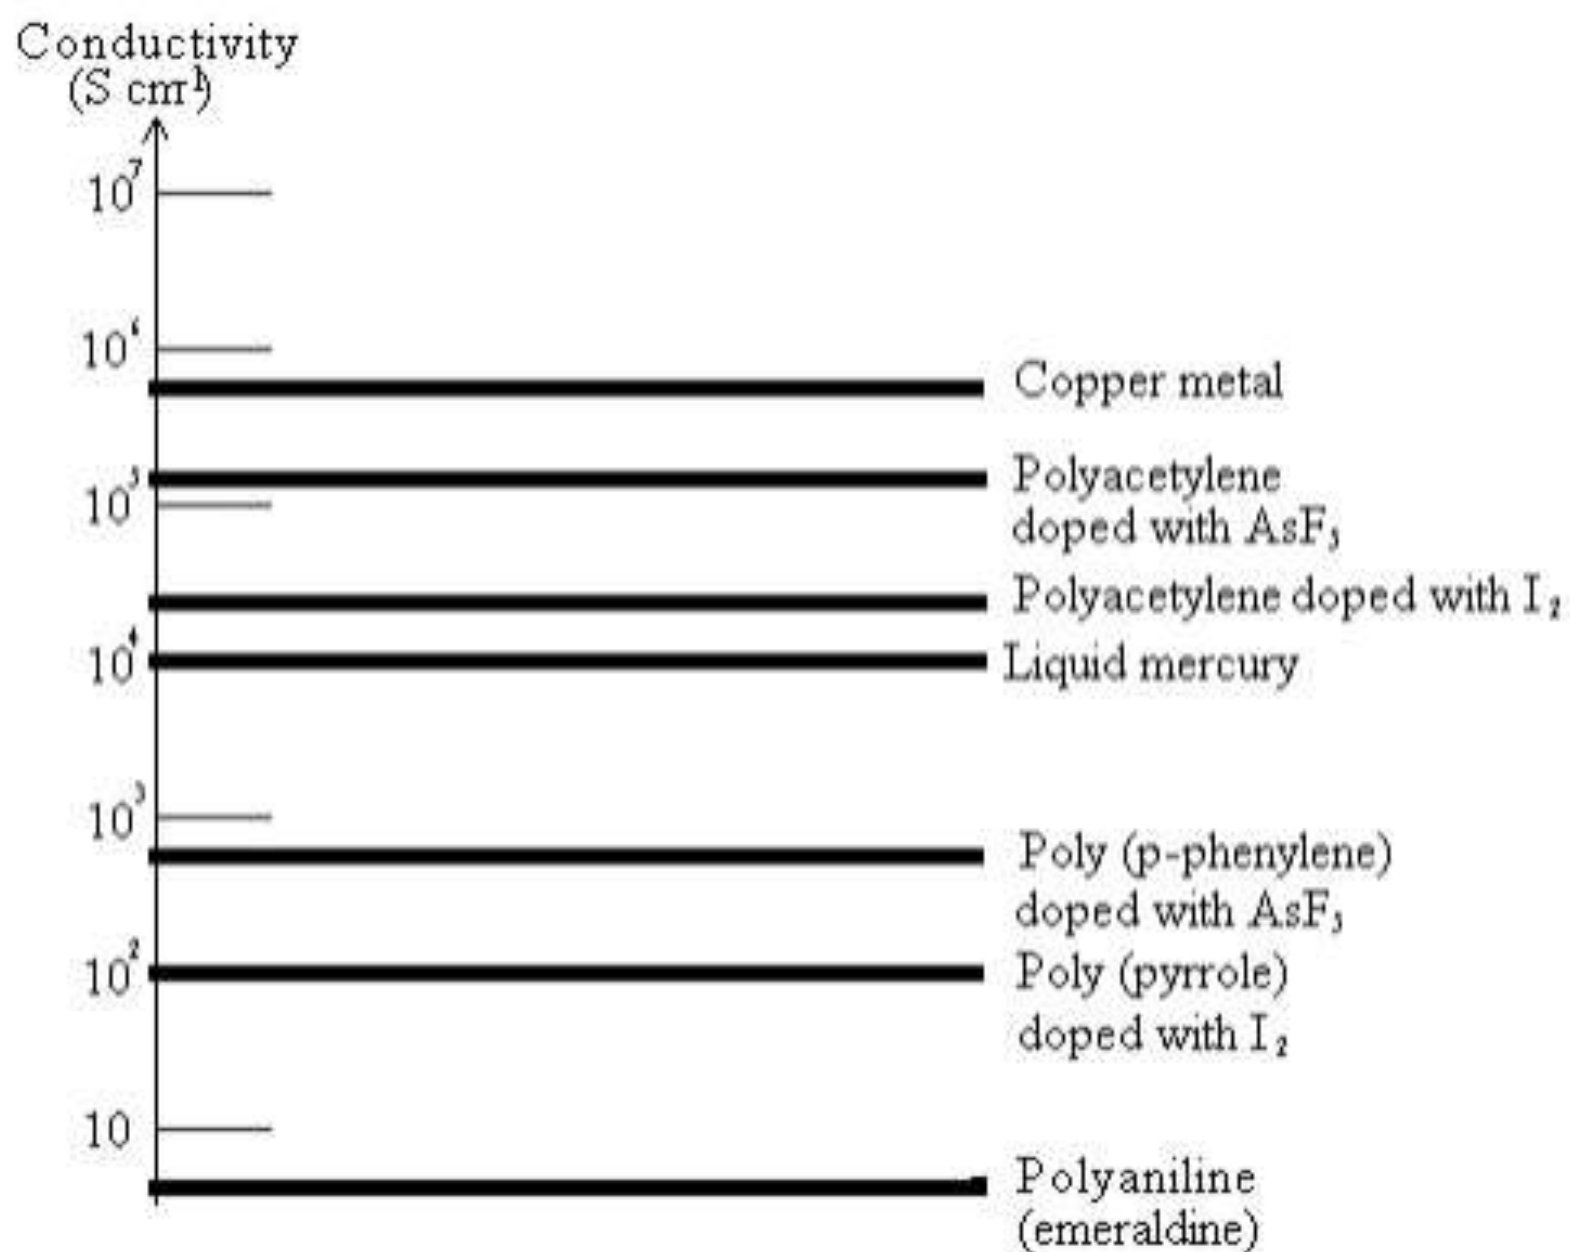 Conductivity
(S cm⁻¹)
10⁷
10⁶
Copper metal
Polyacetylene
10⁵
doped with AsF₅
Polyacetylene doped with I₂
10⁴
Liquid mercury
10³
Poly (p-phenylene)
doped with AsF₅
10²
Poly (pyrrole)
doped with I₂
10
Polyaniline
(emeraldine)